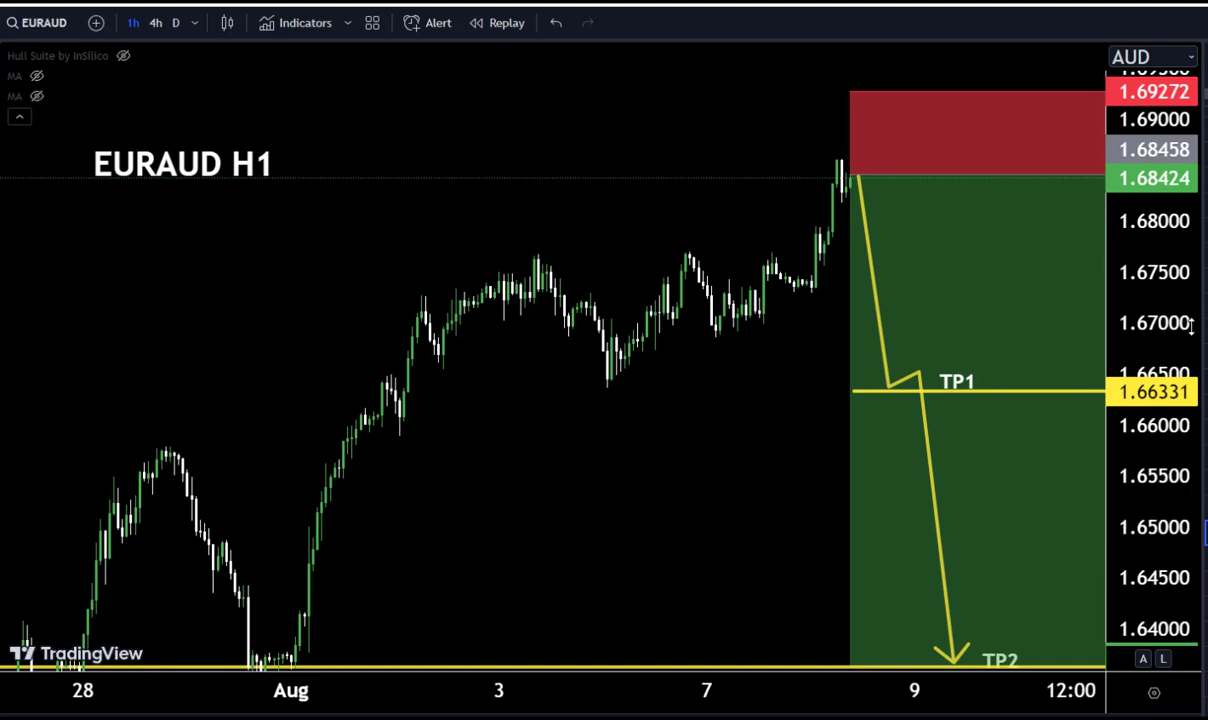 EURAUD
1h 4h D
Indicators
Alert
Replay
Hull Suite by InSilico
MA
MA
AUD
1.69272
1.69000
1.68458
1.68424
1.68000
1.67500
1.67000
1.66500
1.66331
1.66000
1.65500
1.65000
1.64500
1.64000
EURAUD H1
TP1
TP2
TradingView
A L
28 Aug 3 7 9 12:00